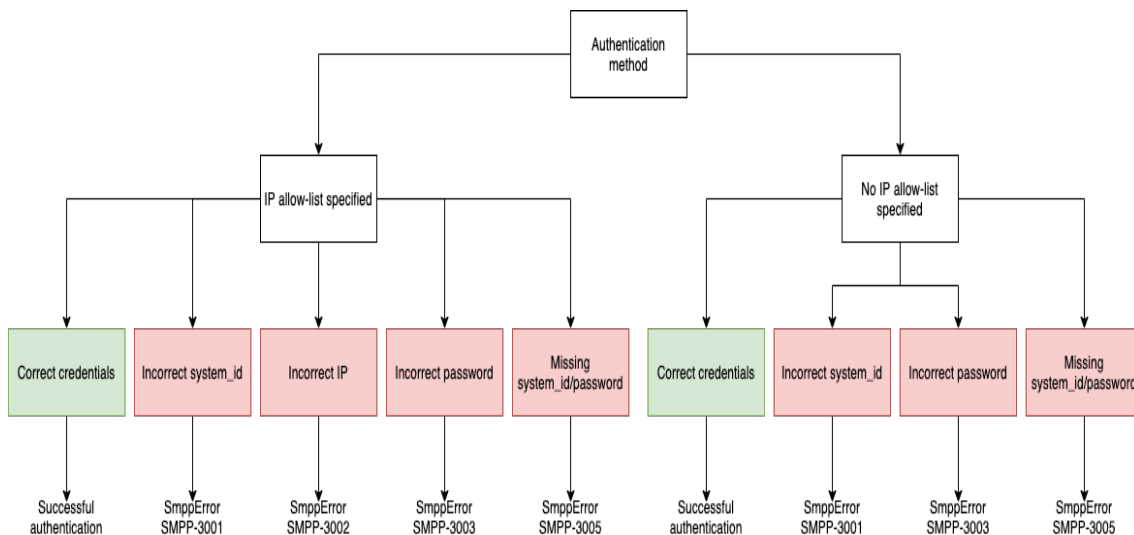 Authentication
method
IP allow-list specified
No IP allow-list
specified
Correct credentials
Incorrect system_id
Incorrect IP
Incorrect password
Missing
system_id/password
Correct credentials
Incorrect system_id
Incorrect password
Missing
system_id/password
Successful
authentication
SmppError
SMPP-3001
SmppError
SMPP-3002
SmppError
SMPP-3003
SmppError
SMPP-3005
Successful
authentication
SmppError
SMPP-3001
SmppError
SMPP-3003
SmppError
SMPP-3005